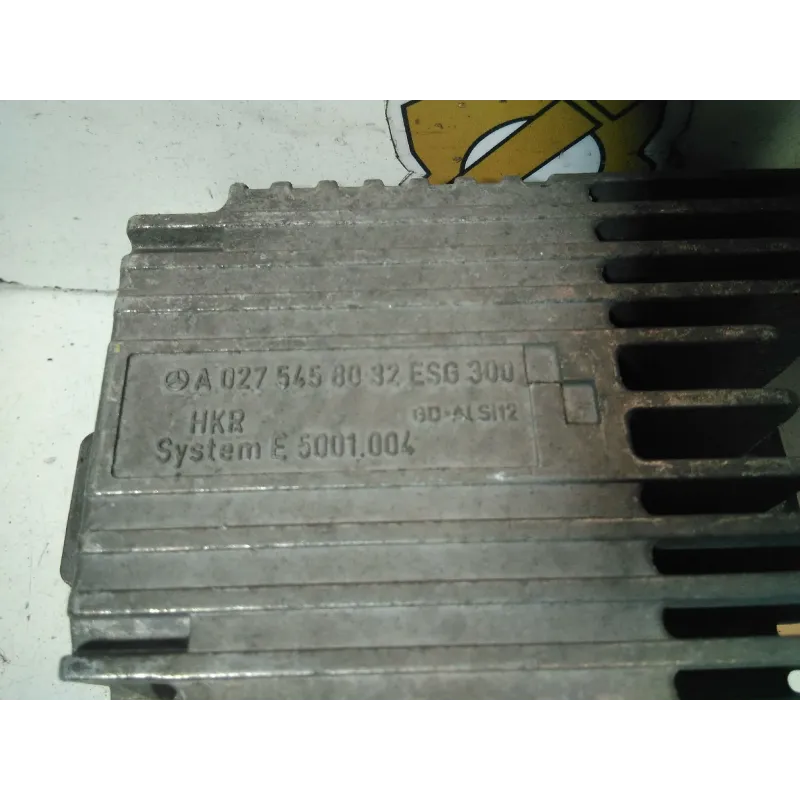 A 027 545 80 32 ESG 300
HKR
GD-ALSI12
System E 5001.004